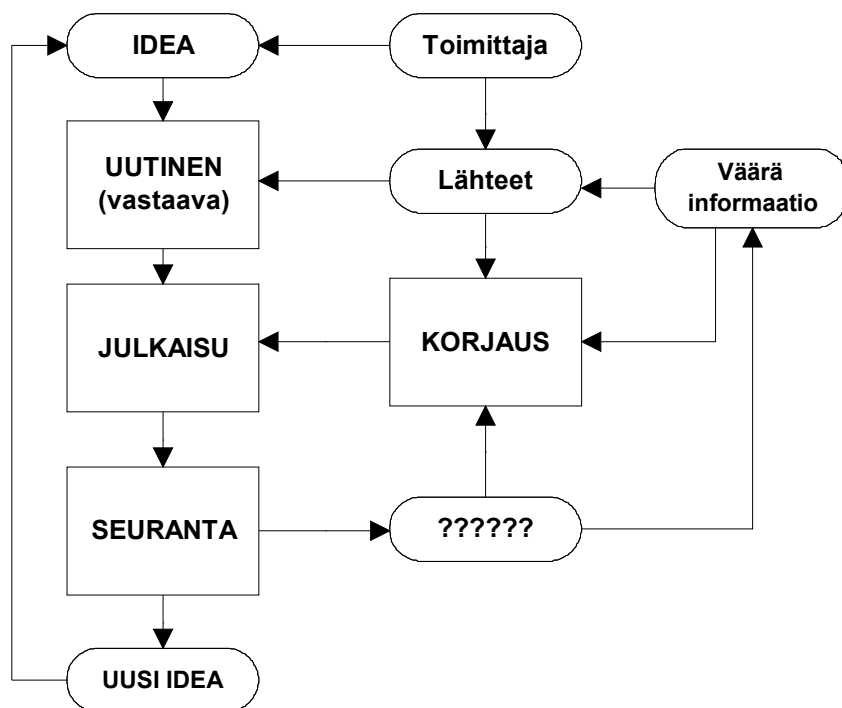 IDEA
Toimittaja
UUTINEN
(vastaava)
Lähteet
Väärä
informaatio
JULKAISU
KORJAUS
SEURANTA
??????
UUSI IDEA